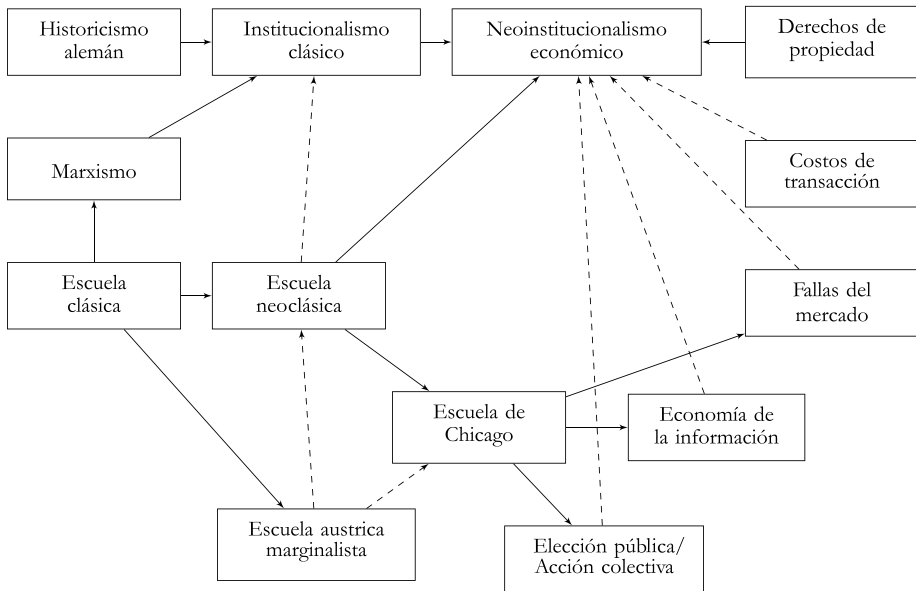 Historicismo
alemán
Institucionalismo
clásico
Neoinstitucionalismo
económico
Derechos de
propiedad
Marxismo
Costos de
transacción
Escuela
clásica
Escuela
neoclásica
Fallas del
mercado
Escuela de
Chicago
Economía de
la información
Escuela austrica
marginalista
Elección pública/
Acción colectiva